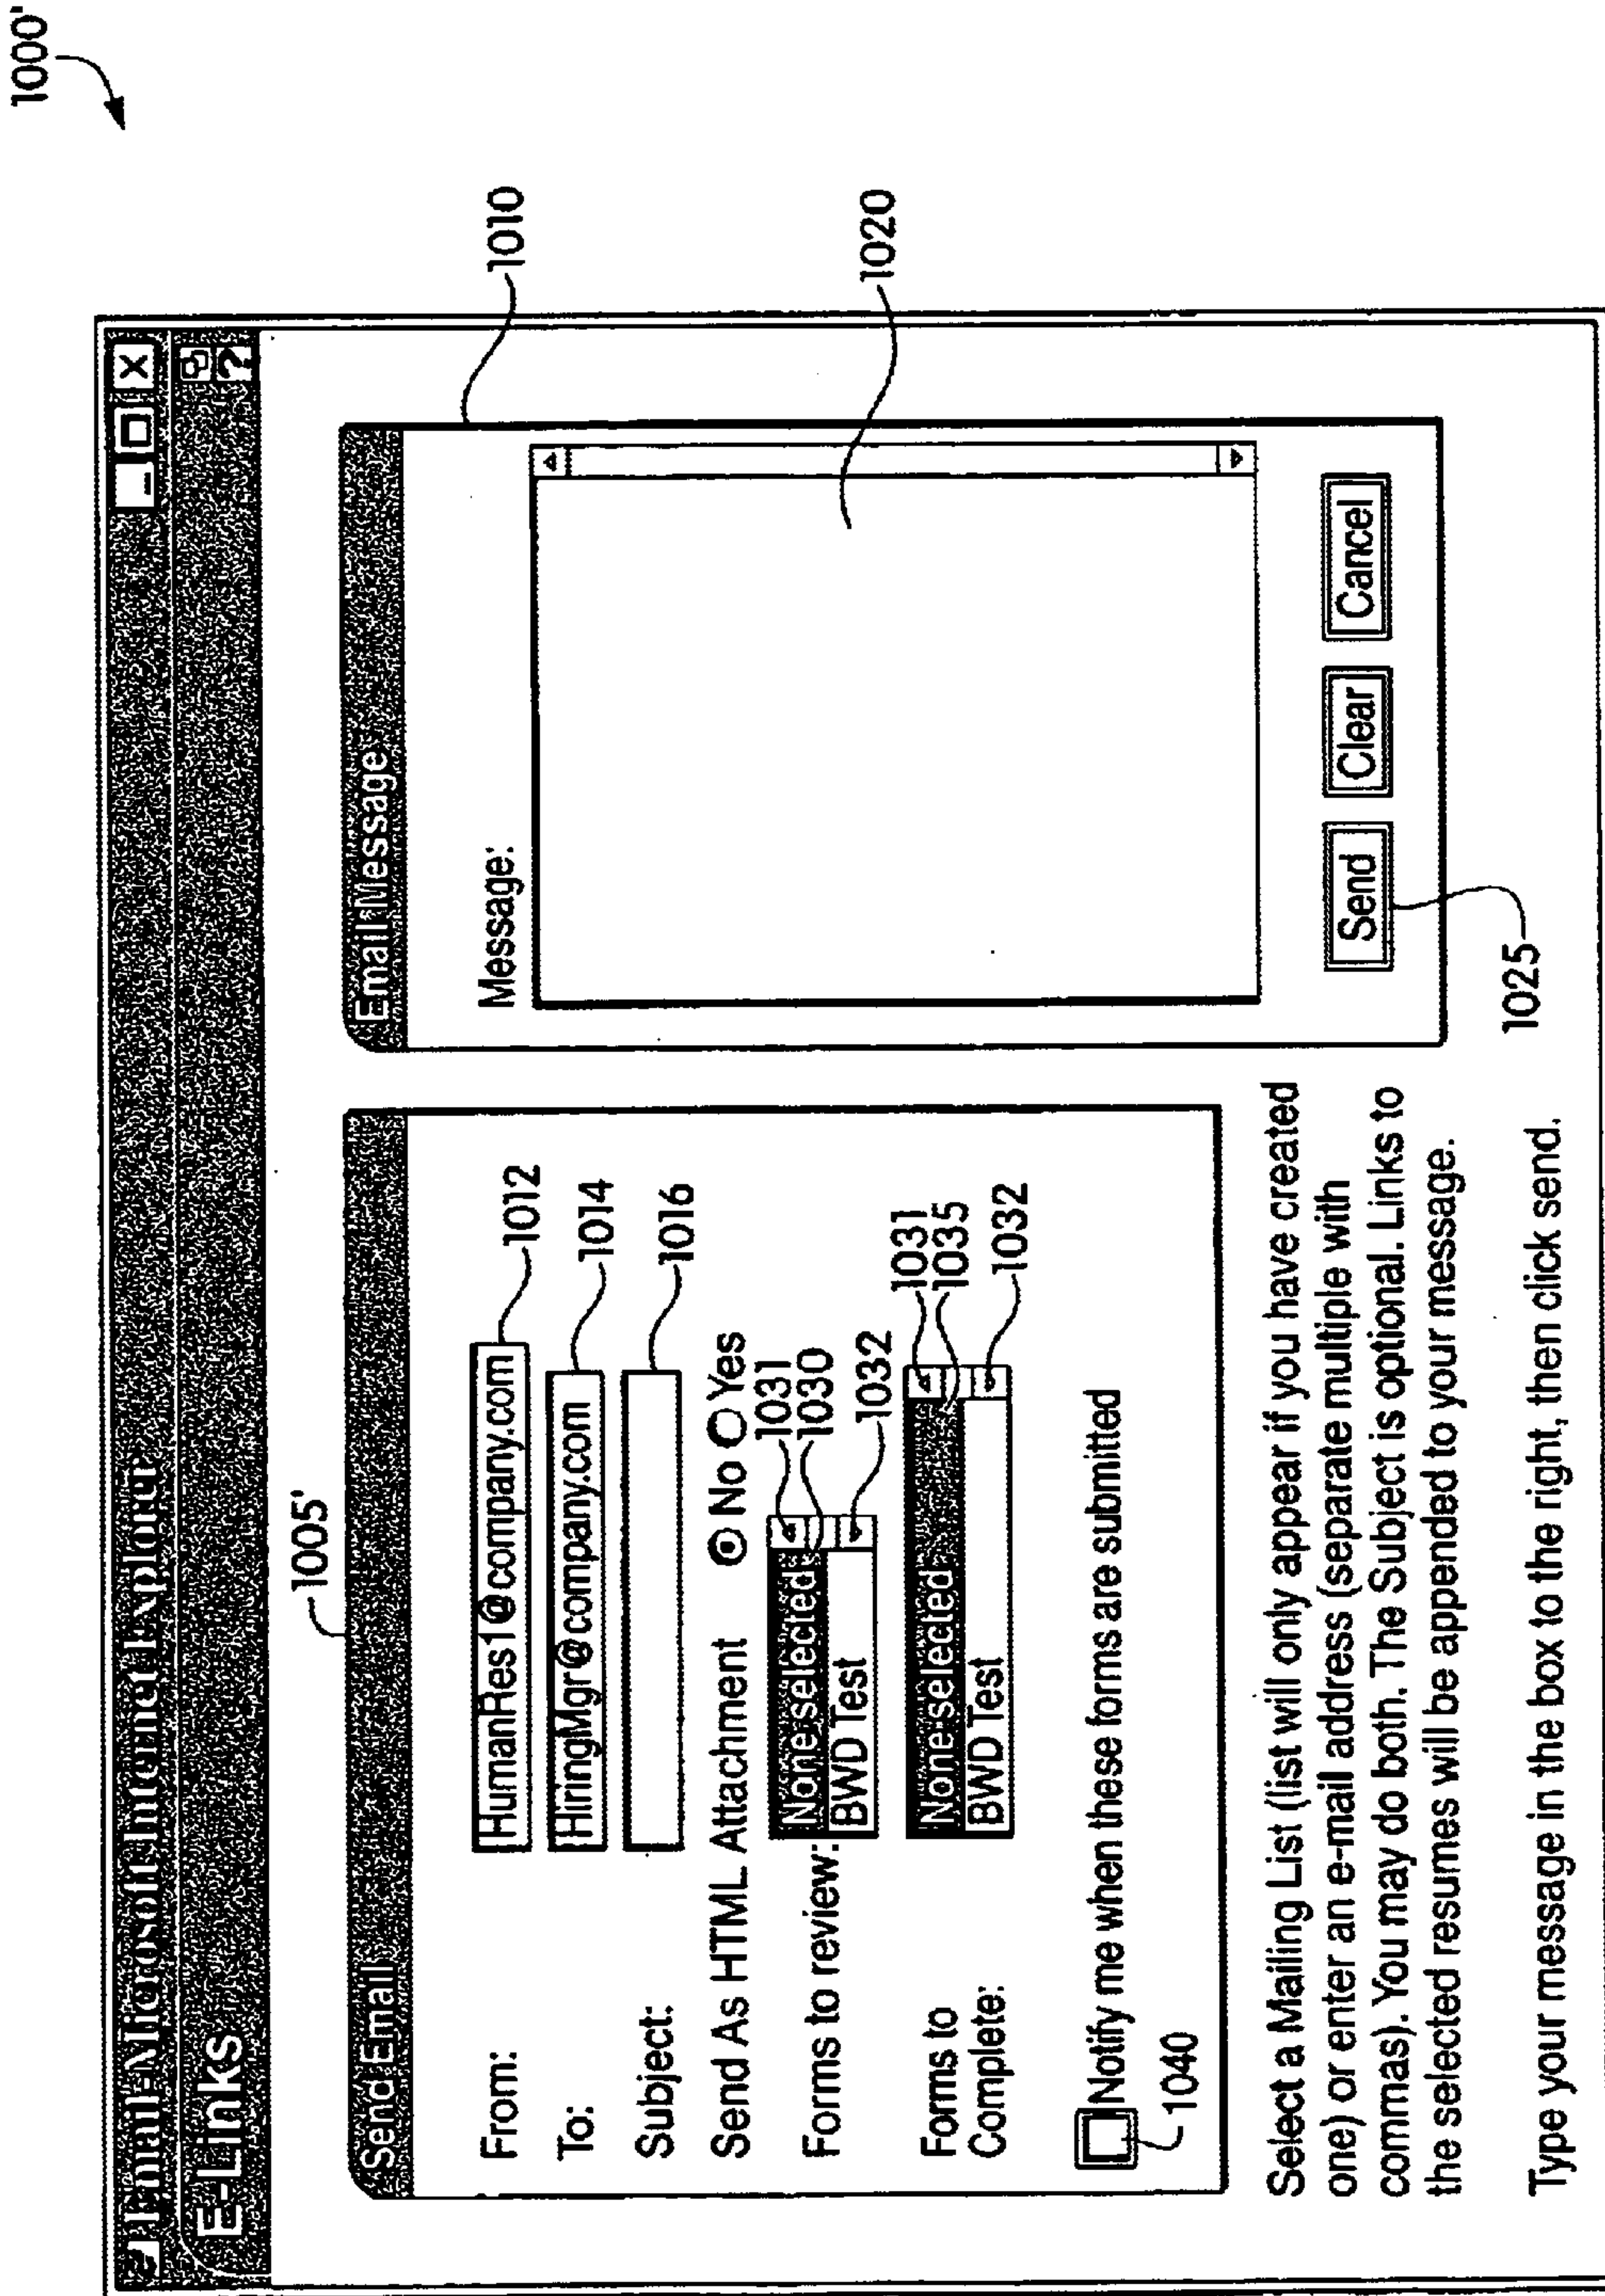 1000'
Email-Microsoft Internet Explorer
E-Links
1005'
Send Email
From: HumanRes1@company.com 1012
To: HiringMgr@company.com 1014
Subject: 1016
Send As HTML Attachment No Yes
Forms to review: None selected 1031
1030
BWD Test 1032
Forms to Complete: None selected 1031
1035
BWD Test 1032
Notify me when these forms are submitted
1040
Select a Mailing List (list will only appear if you have created
one) or enter an e-mail address (separate multiple with
commas). You may do both. The Subject is optional. Links to
the selected resumes will be appended to your message.
Type your message in the box to the right, then click send.
Email Message 1010
Message:
1020
Send Clear Cancel
1025